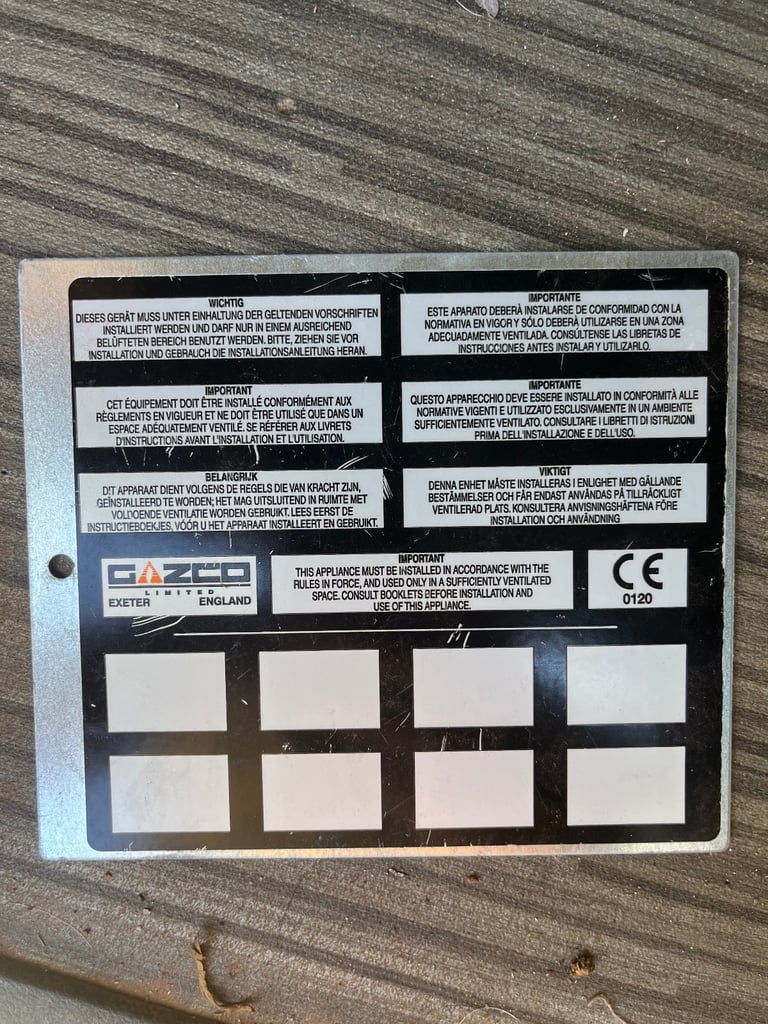 WICHTIG
DIESES GERÄT MUSS UNTER EINHALTUNG DER GELTENDEN VORSCHRIFTEN
INSTALLIERT WERDEN UND DARF NUR IN EINEM AUSREICHEND
BELÜFTETEN BEREICH BENUTZT WERDEN. BITTE, ZIEHEN SIE VOR
INSTALLATION UND GEBRAUCH DIE INSTALLATIONSANLEITUNG HERAN.
IMPORTANTE
ESTE APARATO DEBERÁ INSTALARSE DE CONFORMIDAD CON LA
NORMATIVA EN VIGOR Y SÓLO DEBERÁ UTILIZARSE EN UNA ZONA
ADECUADAMENTE VENTILADA. CONSÚLTENSE LAS LIBRETAS DE
INSTRUCCIONES ANTES INSTALAR Y UTILIZARLO.
IMPORTANT
CET ÉQUIPEMENT DOIT ÊTRE INSTALLÉ CONFORMÉMENT AUX
RÈGLEMENTS EN VIGUEUR ET NE DOIT ÊTRE UTILISÉ QUE DANS UN
ESPACE ADÉQUATEMENT VENTILÉ. SE RÉFÉRER AUX LIVRETS
D'INSTRUCTIONS AVANT L'INSTALLATION ET L'UTILISATION.
IMPORTANTE
QUESTO APPARECCHIO DEVE ESSERE INSTALLATO IN CONFORMITÀ ALLE
NORMATIVE VIGENTI E UTILIZZATO ESCLUSIVAMENTE IN UN AMBIENTE
SUFFICIENTEMENTE VENTILATO. CONSULTARE I LIBRETTI DI ISTRUZIONI
PRIMA DELL'INSTALLAZIONE E DELL'USO.
BELANGRIJK
DIT APPARAAT DIENT VOLGENS DE REGELS DIE VAN KRACHT ZIJN,
GEÏNSTALLEERD TE WORDEN; HET MAG UITSLUITEND IN RUIMTE MET
VOLDOENDE VENTILATIE WORDEN GEBRUIKT. LEES EERST DE
INSTRUCTIEBOEKJES, VÓÓR U HET APPARAAT INSTALLEERT EN GEBRUIKT.
VIKTIGT
DENNA ENHET MÅSTE INSTALLERAS I ENLIGHET MED GÄLLANDE
BESTÄMMELSER OCH FÅR ENDAST ANVÄNDAS PÅ TILLRÄCKLIGT
VENTILERAD PLATS. KONSULTERA ANVISNINGSHÄFTENA FÖRE
INSTALLATION OCH ANVÄNDNING
GAZCO
LIMITED
EXETER ENGLAND
IMPORTANT
THIS APPLIANCE MUST BE INSTALLED IN ACCORDANCE WITH THE
RULES IN FORCE, AND USED ONLY IN A SUFFICIENTLY VENTILATED
SPACE. CONSULT BOOKLETS BEFORE INSTALLATION AND
USE OF THIS APPLIANCE.
CE
0120